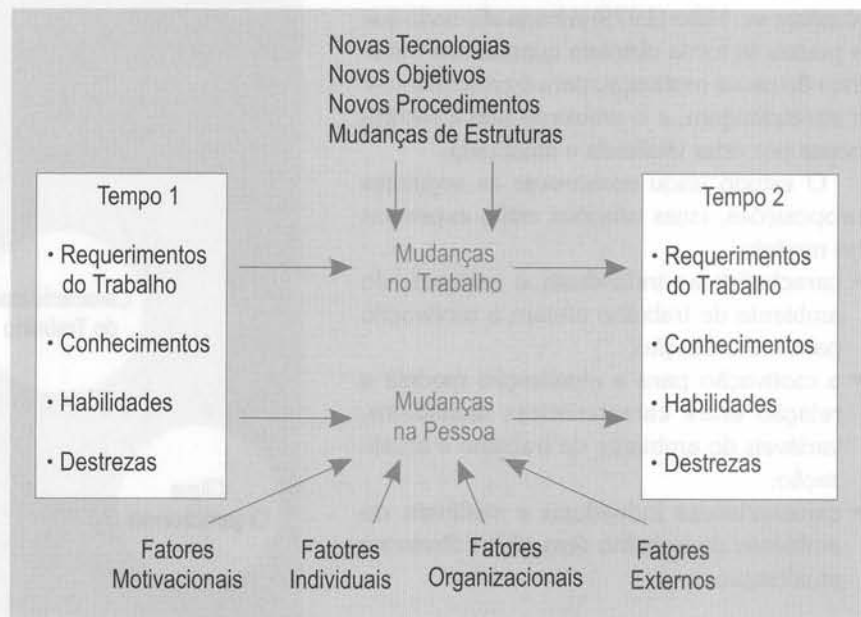 Novas Tecnologias
Novos Objetivos
Novos Procedimentos
Mudanças de Estruturas
Tempo 1
• Requerimentos
do Trabalho
• Conhecimentos
• Habilidades
• Destrezas
Mudanças
no Trabalho
Mudanças
na Pessoa
Tempo 2
• Requerimentos
do Trabalho
• Conhecimentos
• Habilidades
• Destrezas
Fatores
Motivacionais
Fatotres
Individuais
Fatores
Organizacionais
Fatores
Externos